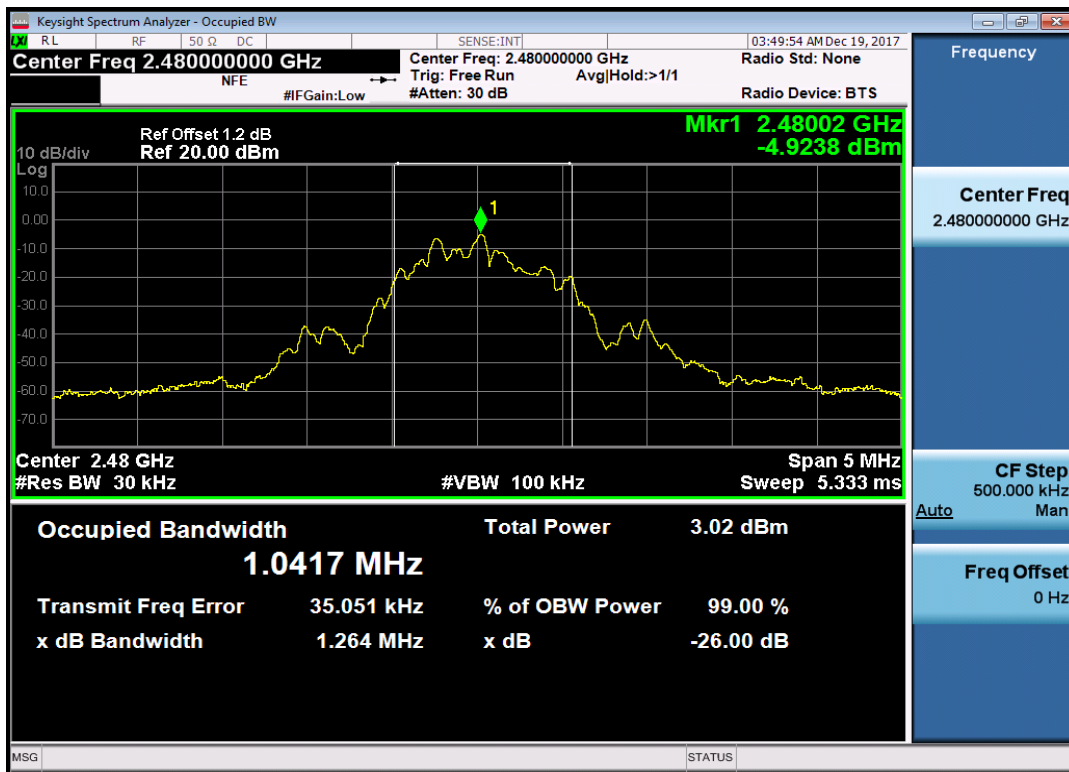 Keysight Spectrum Analyzer - Occupied BW
LXI RL RF 50 Ω DC SENSE:INT 03:49:54 AM Dec 19, 2017
Center Freq 2.480000000 GHz
NFE
#IFGain:Low
Center Freq: 2.480000000 GHz
Trig: Free Run Avg|Hold:>1/1
#Atten: 30 dB
Radio Std: None
Radio Device: BTS
Ref Offset 1.2 dB
10 dB/div Ref 20.00 dBm
Mkr1 2.48002 GHz
-4.9238 dBm
Log
10.0
1
0.00
-10.0
-20.0
-30.0
-40.0
-50.0
-60.0
-70.0
Center 2.48 GHz Span 5 MHz
#Res BW 30 kHz #VBW 100 kHz Sweep 5.333 ms
Occupied Bandwidth Total Power 3.02 dBm
1.0417 MHz
Transmit Freq Error 35.051 kHz % of OBW Power 99.00 %
x dB Bandwidth 1.264 MHz x dB -26.00 dB
MSG STATUS
Frequency
Center Freq
2.480000000 GHz
CF Step
500.000 kHz
Auto Man
Freq Offset
0 Hz